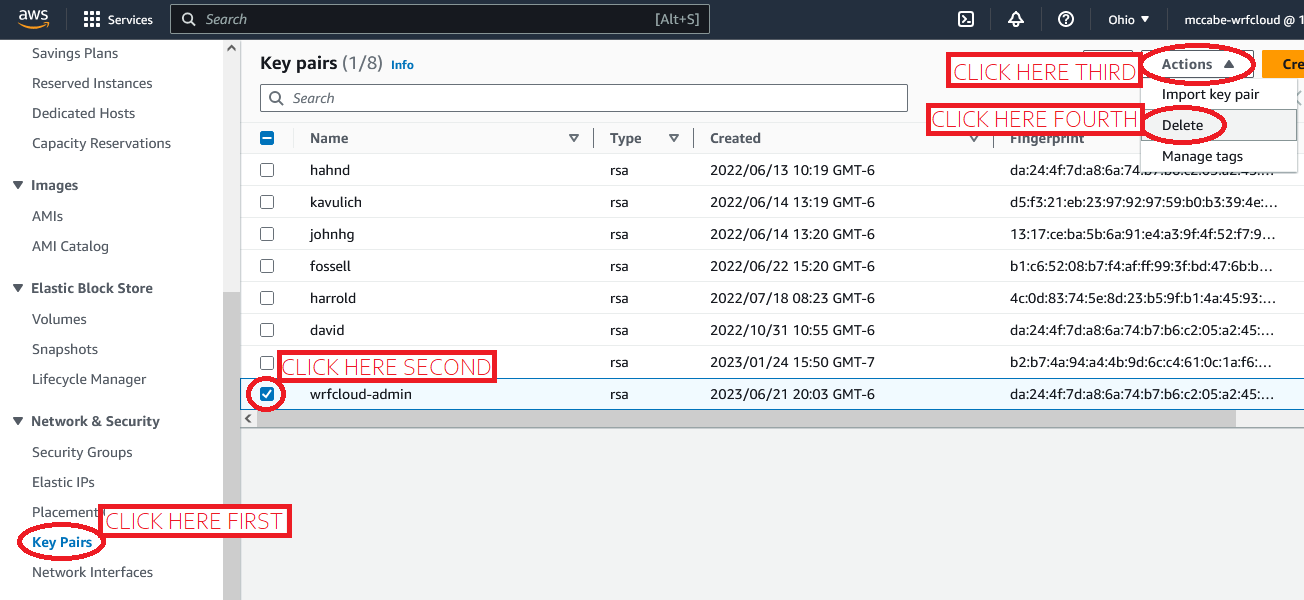 aws Services Search [Alt+S] Ohio mccabe-wrfcloud @ 1
Savings Plans
Reserved Instances
Dedicated Hosts
Capacity Reservations
Images
AMIs
AMI Catalog
Elastic Block Store
Volumes
Snapshots
Lifecycle Manager
Network & Security
Security Groups
Elastic IPs
Placement
CLICK HERE FIRST
Key Pairs
Network Interfaces
Key pairs (1/8) Info
CLICK HERE THIRD
Actions
Cre
Search
Import key pair
CLICK HERE FOURTH
Delete
Manage tags
Name Type Created Fingerprint
hahnd rsa 2022/06/13 10:19 GMT-6 da:24:4f:7d:a8:6a:74:b7:b6:c2:05:a2:45:…
kavulich rsa 2022/06/14 13:19 GMT-6 d5:f3:21:eb:23:97:92:97:59:b0:b3:39:4e:…
johnhg rsa 2022/06/14 13:20 GMT-6 13:17:ce:ba:5b:6a:91:e4:a3:9f:4f:52:f7:9…
fossell rsa 2022/06/22 15:20 GMT-6 b1:c6:52:08:b7:f4:af:ff:99:3f:bd:47:6b:b…
harrold rsa 2022/07/18 08:23 GMT-6 4c:0d:83:74:5e:8d:23:b5:9f:b1:4a:45:93:…
david rsa 2022/10/31 10:55 GMT-6 da:24:4f:7d:a8:6a:74:b7:b6:c2:05:a2:45:…
CLICK HERE SECOND
rsa 2023/01/24 15:50 GMT-7 b2:b7:4a:94:a4:4b:9d:6c:c4:61:0c:1a:f6:…
wrfcloud-admin rsa 2023/06/21 20:03 GMT-6 da:24:4f:7d:a8:6a:74:b7:b6:c2:05:a2:45:…